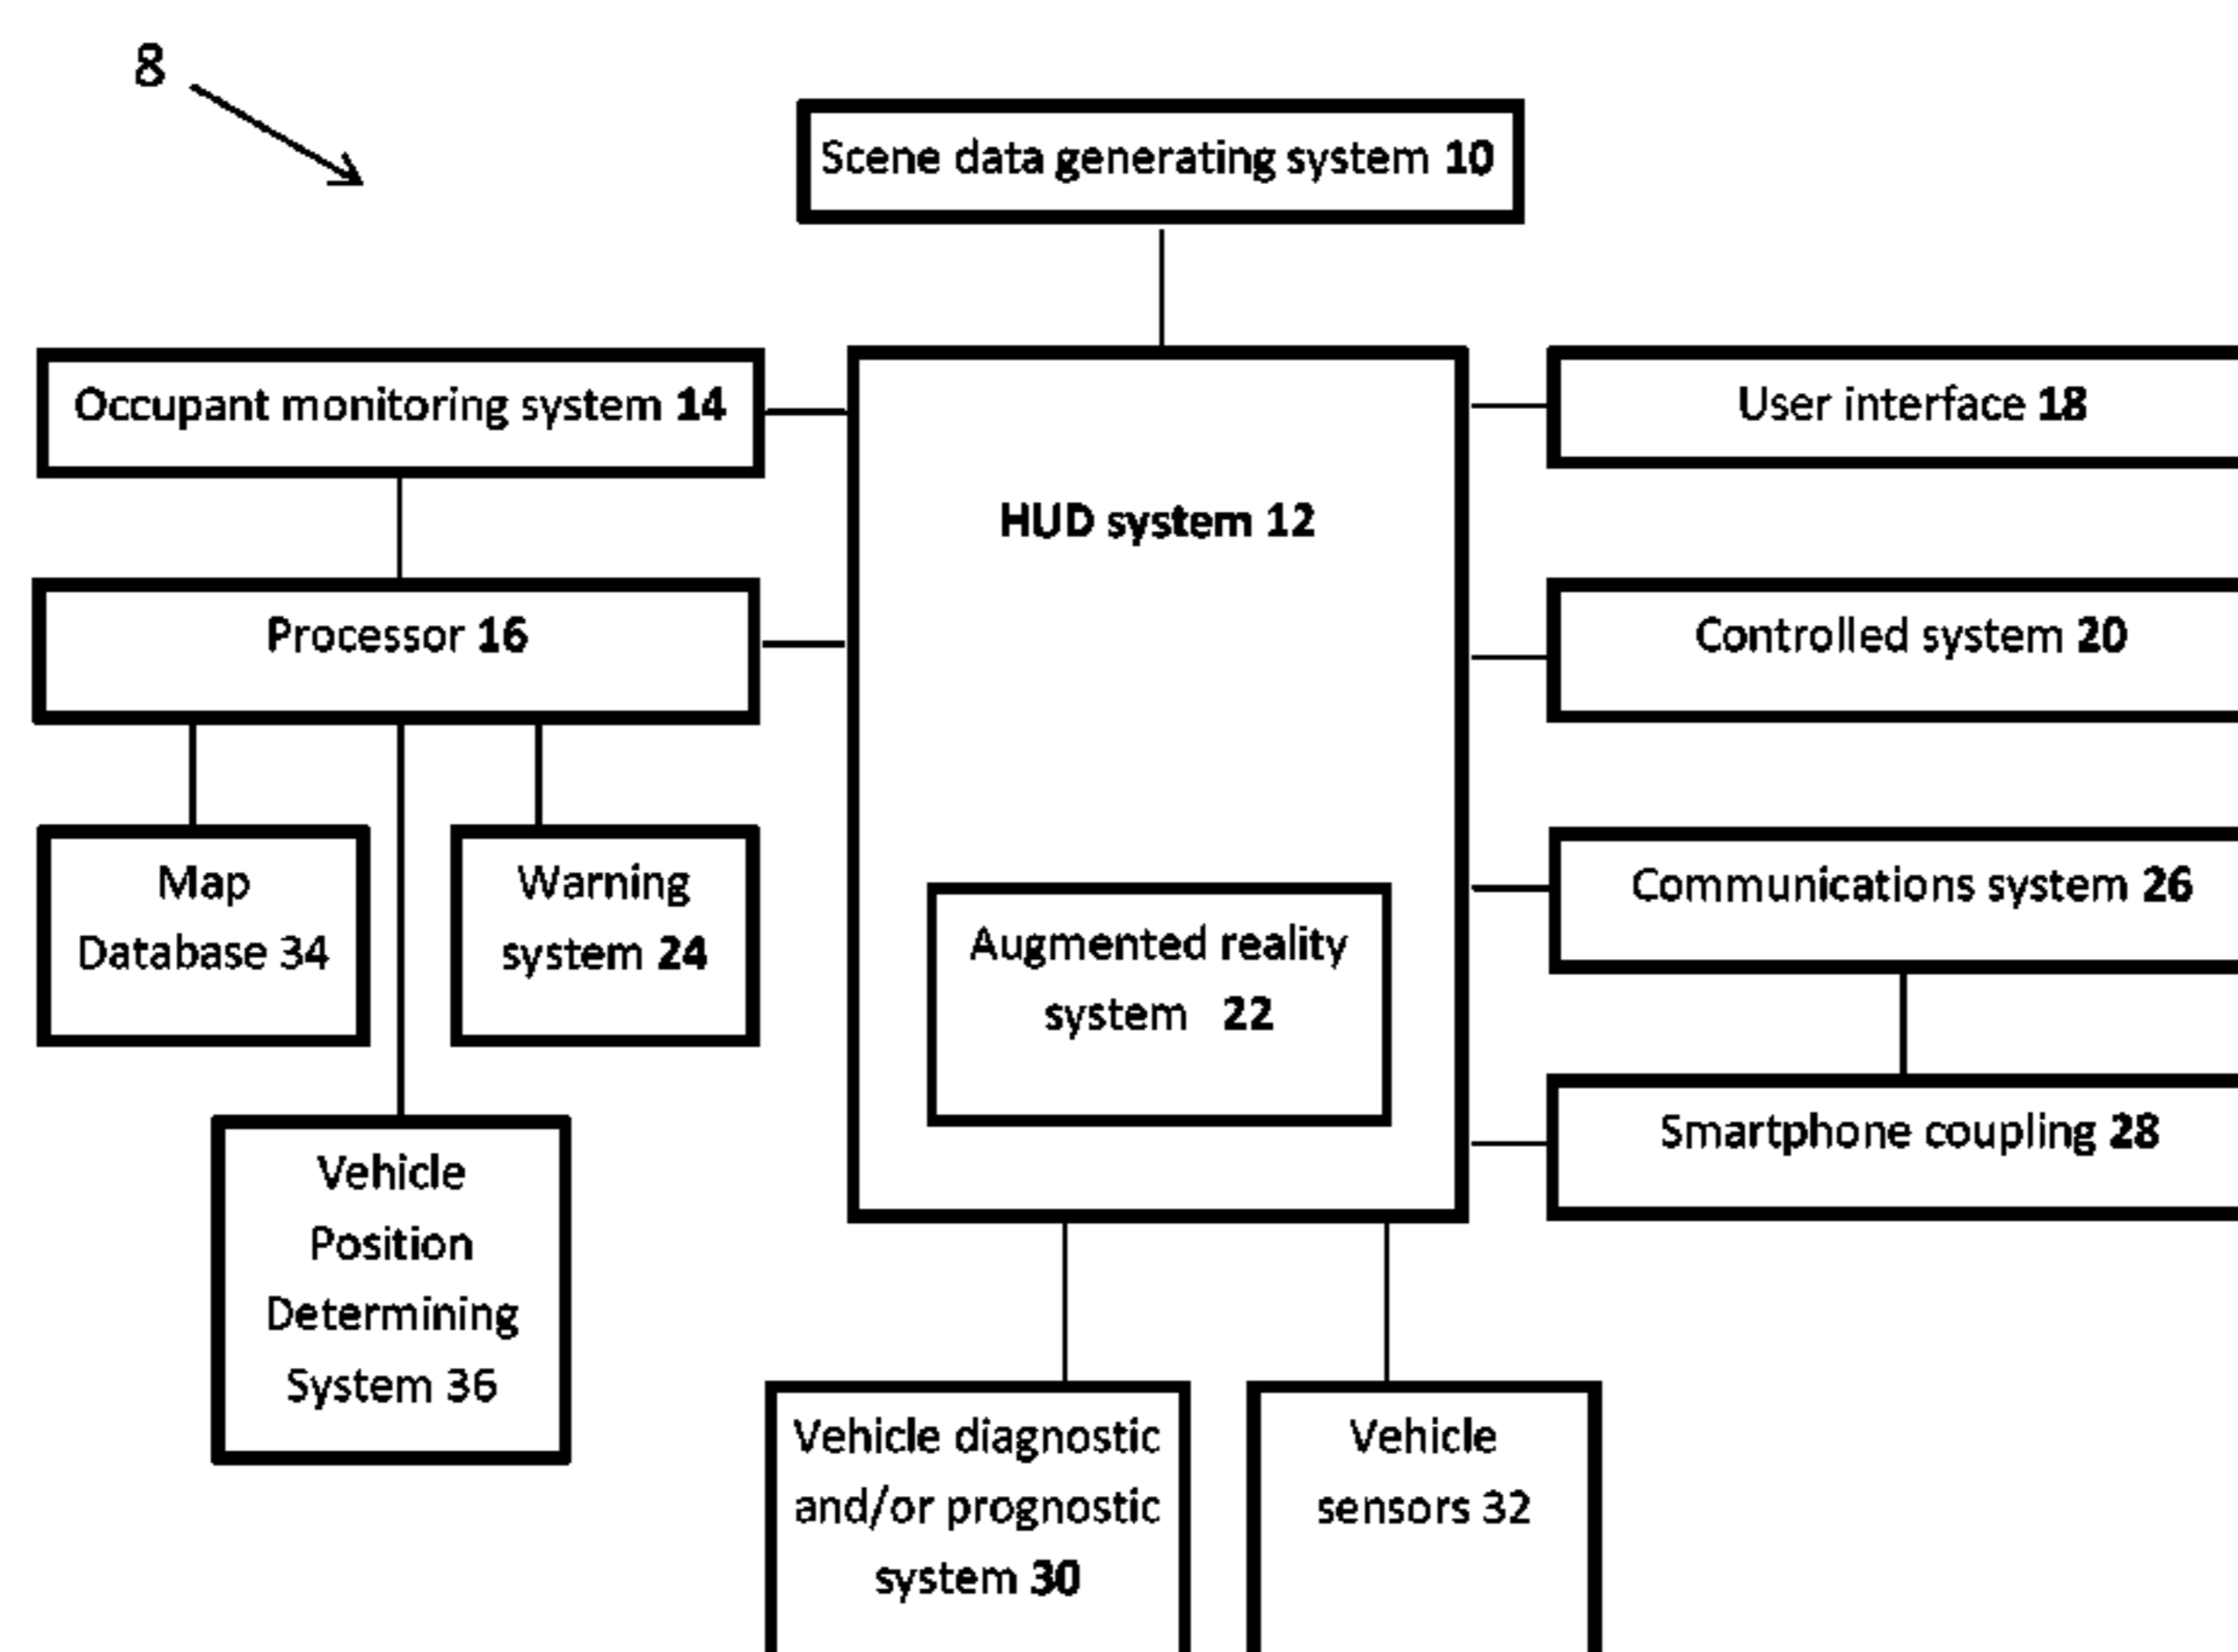 8
Scene data generating system 10
Occupant monitoring system 14
HUD system 12
User interface 18
Processor 16
Controlled system 20
Map
Database 34
Warning
system 24
Augmented reality
system 22
Communications system 26
Smartphone coupling 28
Vehicle
Position
Determining
System 36
Vehicle diagnostic
and/or prognostic
system 30
Vehicle
sensors 32